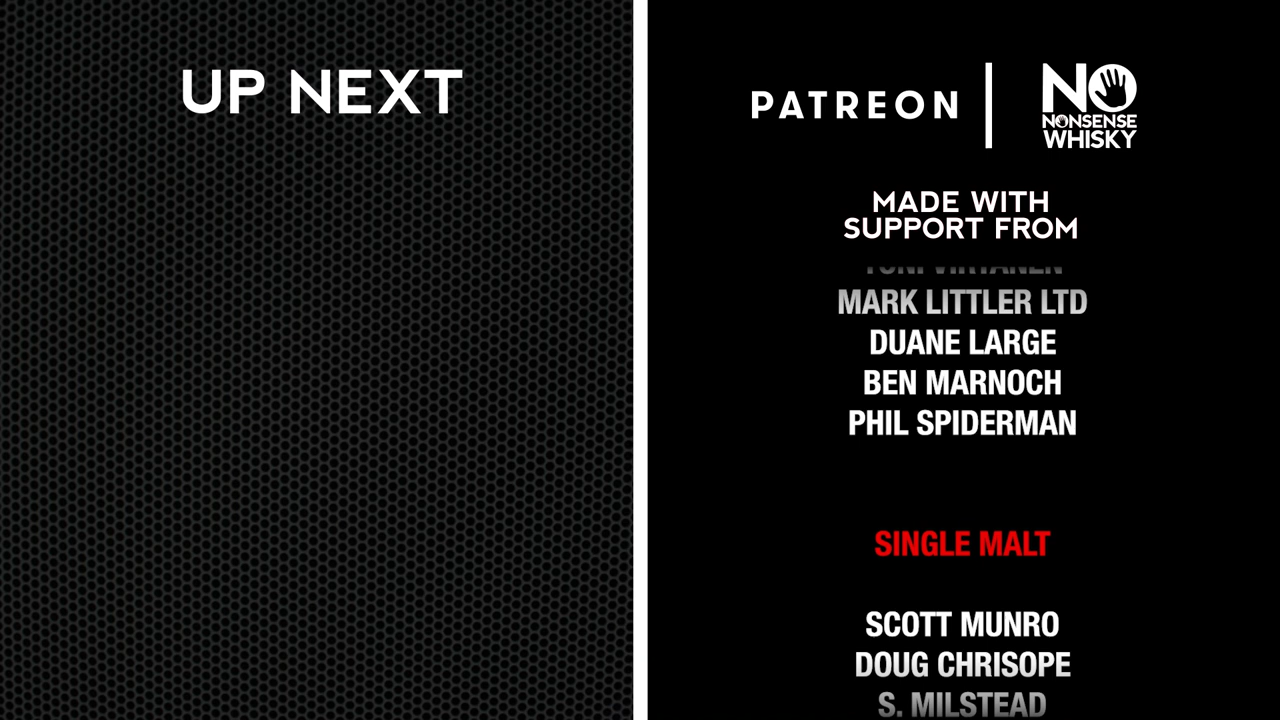 UP NEXT
PATREON
NO
NONSENSE
WHISKY
MADE WITH
SUPPORT FROM
MARK LITTLER LTD
DUANE LARGE
BEN MARNOCH
PHIL SPIDERMAN
SINGLE MALT
SCOTT MUNRO
DOUG CHRISOPE
S. MILSTEAD